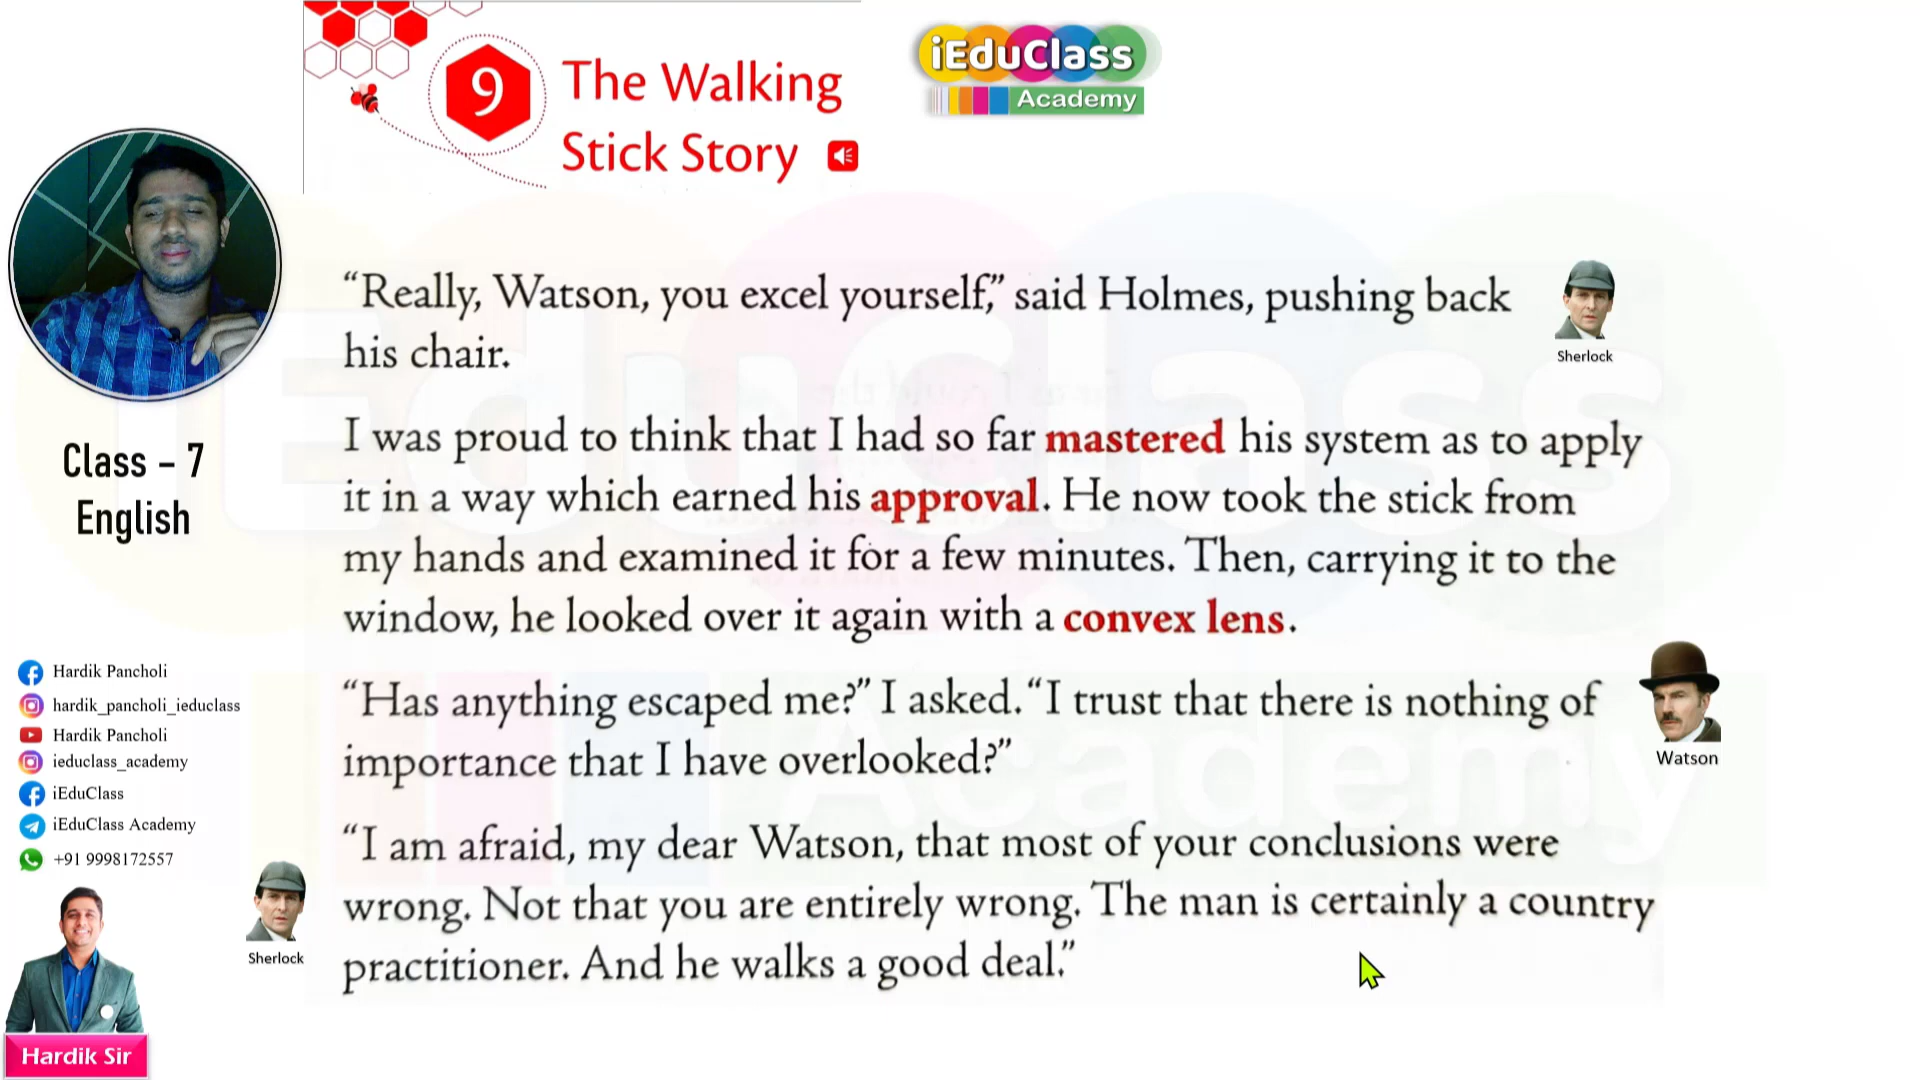 9
The Walking
Stick Story
iEduClass
Academy
“Really, Watson, you excel yourself,” said Holmes, pushing back
his chair.
Sherlock
I was proud to think that I had so far mastered his system as to apply
it in a way which earned his approval. He now took the stick from
my hands and examined it for a few minutes. Then, carrying it to the
window, he looked over it again with a convex lens.
“Has anything escaped me?” I asked. “I trust that there is nothing of
importance that I have overlooked?”
Watson
“I am afraid, my dear Watson, that most of your conclusions were
wrong. Not that you are entirely wrong. The man is certainly a country
practitioner. And he walks a good deal.”
Sherlock
Class – 7
English
Hardik Pancholi
hardik_pancholi_ieduclass
Hardik Pancholi
ieduclass_academy
iEduClass
iEduClass Academy
+91 9998172557
Hardik Sir
iEduClass
Academy